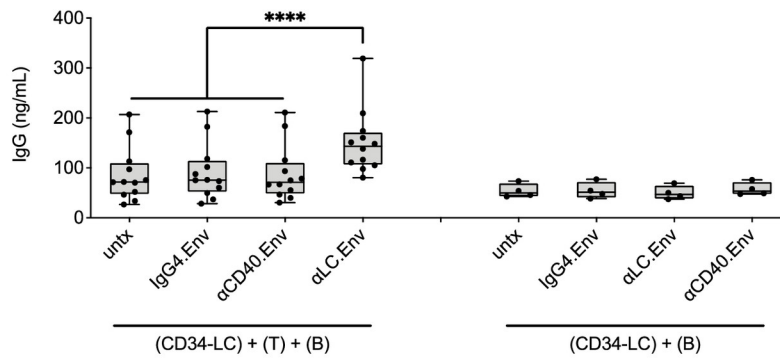 ****
IgG (ng/mL)
400
300
200
100
0
untx
IgG4.Env
αCD40.Env
αLC.Env
untx
IgG4.Env
αLC.Env
αCD40.Env
(CD34-LC) + (T) + (B)
(CD34-LC) + (B)